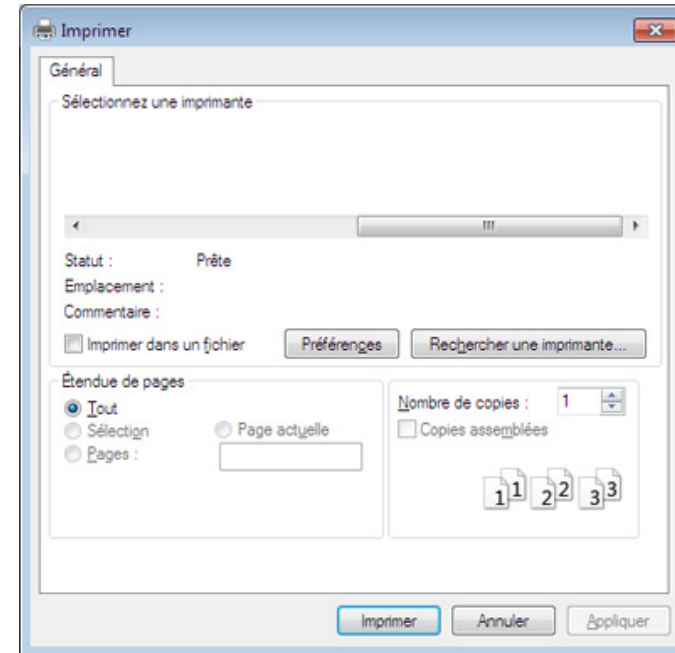 Imprimer
Général
Sélectionnez une imprimante
Statut : Prête
Emplacement :
Commentaire :
Imprimer dans un fichier Préférences Rechercher une imprimante...
Étendue de pages
Tout
Sélection Page actuelle
Pages :
Nombre de copies : 1
Copies assemblées
1 1 2 2 3 3
Imprimer Annuler Appliquer